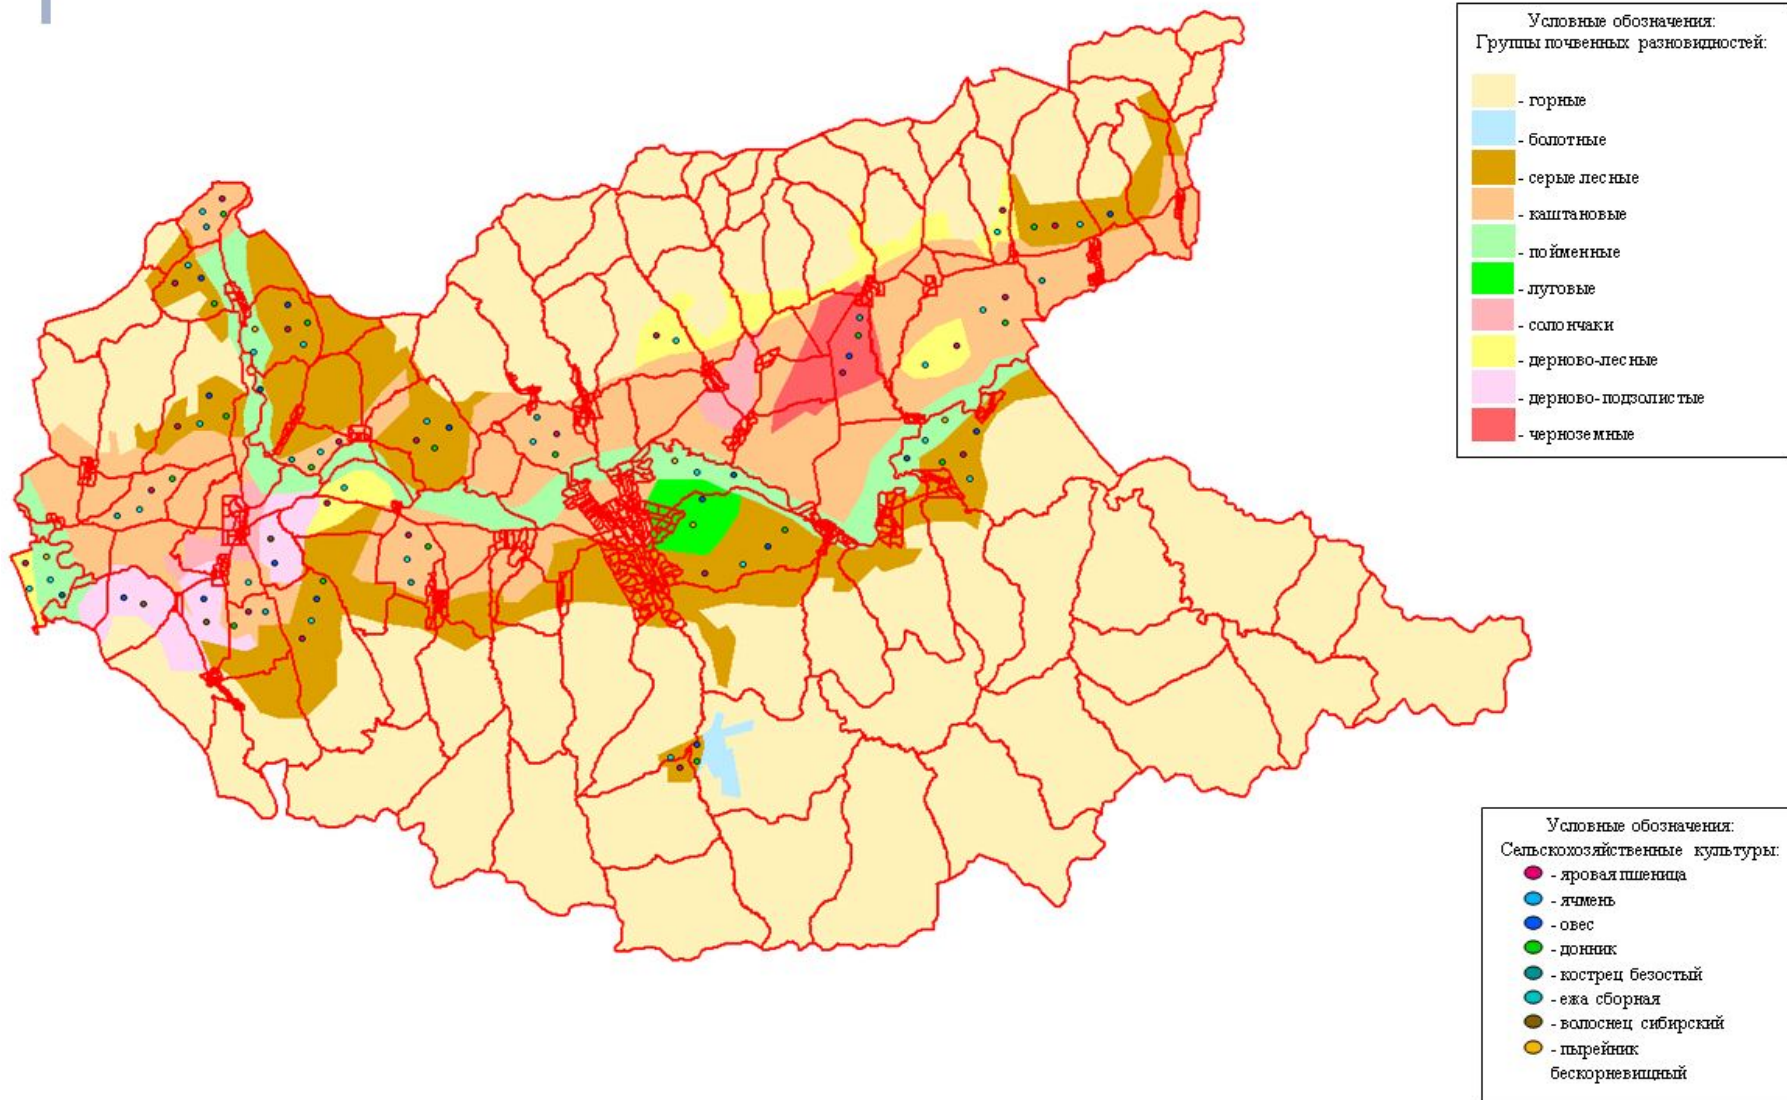 Условные обозначения:
Группы почвенных разновидностей:
- горные
- болотные
- серые лесные
- каштановые
- пойменные
- луговые
- солончаки
- дерново-лесные
- дерново-подзолистые
- черноземные
Условные обозначения:
Сельскохозяйственные культуры:
- яровая пшеница
- ячмень
- овес
- донник
- кострец безостый
- ежа сборная
- волоснец сибирский
- пырейник
бескорневищный